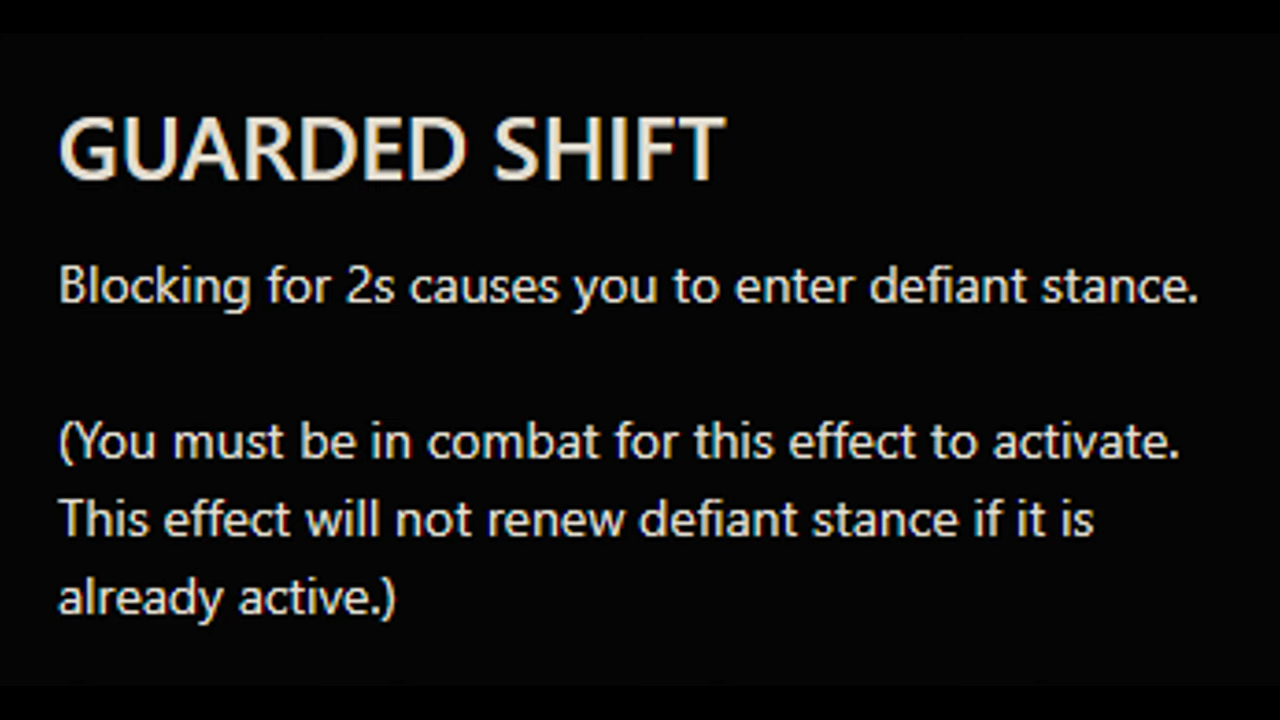 GUARDED SHIFT
Blocking for 2s causes you to enter defiant stance.
(You must be in combat for this effect to activate.
This effect will not renew defiant stance if it is
already active.)